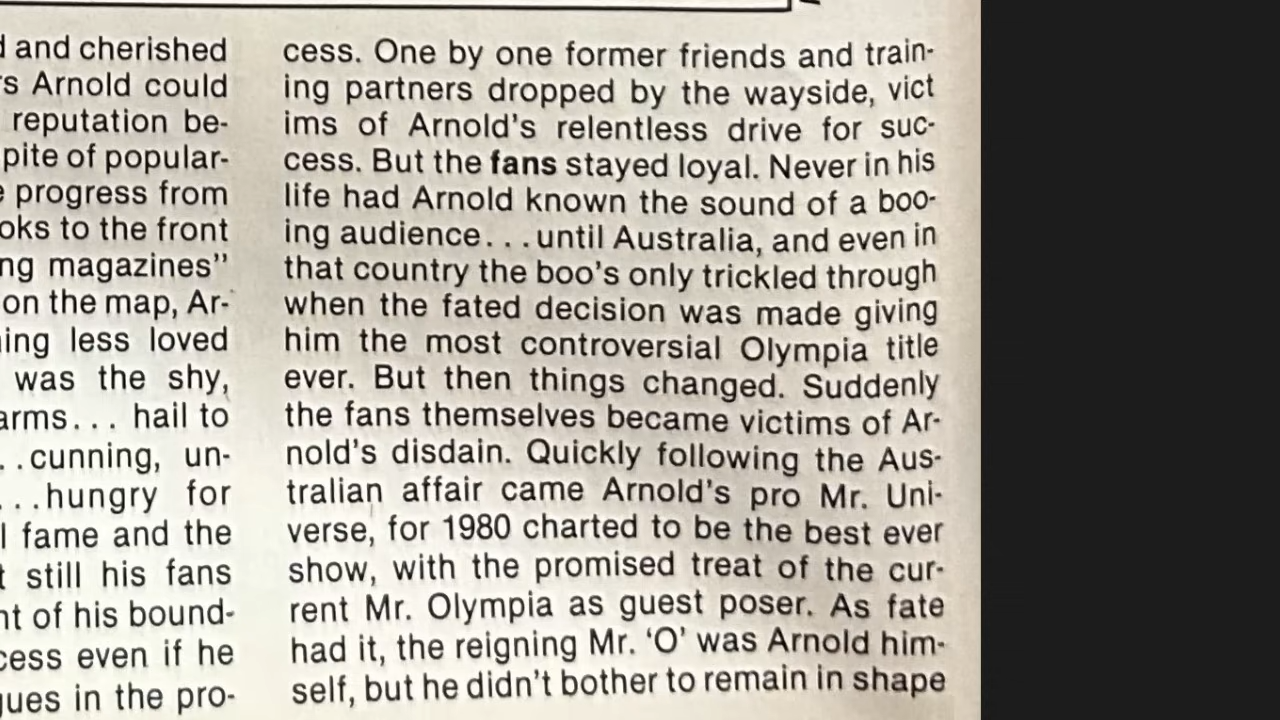 and cherished
Arnold could
reputation be-
of popular-
progress from
to the front
magazines"
on the map, Ar-
less loved
was the shy,
arms... hail to
..cunning, un-
...hungry for
fame and the
still his fans
of his bound-
even if he
in the pro-
cess. One by one former friends and train-
ing partners dropped by the wayside, vict
ims of Arnold's relentless drive for suc-
cess. But the fans stayed loyal. Never in his
life had Arnold known the sound of a boo-
ing audience...until Australia, and even in
that country the boo's only trickled through
when the fated decision was made giving
him the most controversial Olympia title
ever. But then things changed. Suddenly
the fans themselves became victims of Ar-
nold's disdain. Quickly following the Aus-
tralian affair came Arnold's pro Mr. Uni-
verse, for 1980 charted to be the best ever
show, with the promised treat of the cur-
rent Mr. Olympia as guest poser. As fate
had it, the reigning Mr. 'O' was Arnold him-
self, but he didn't bother to remain in shape